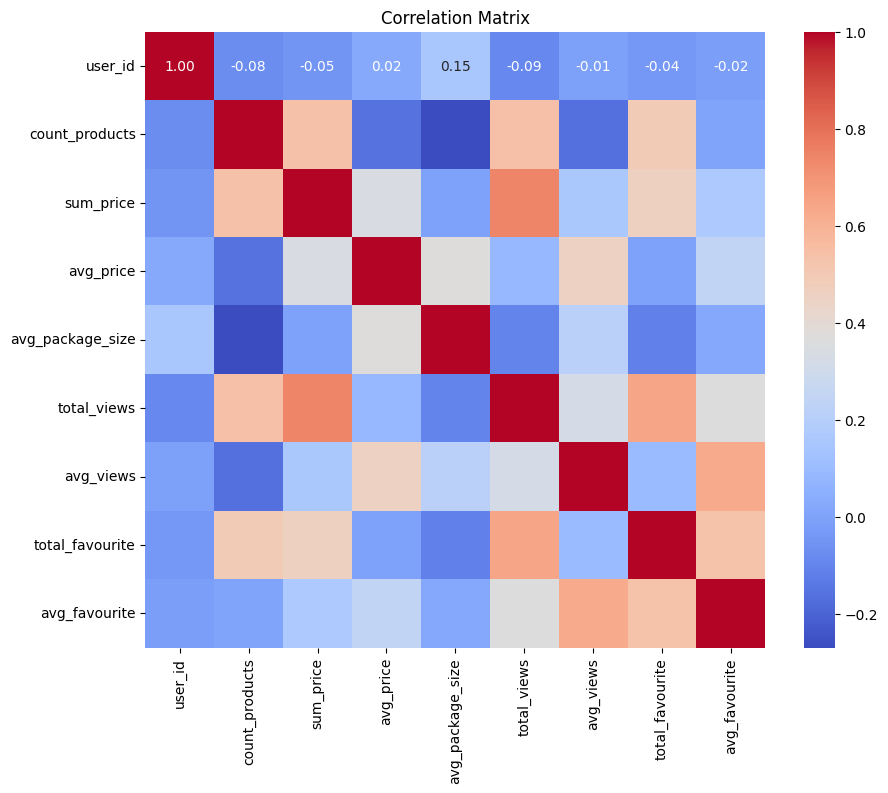 Correlation Matrix
user_id 1.00 -0.08 -0.05 0.02 0.15 -0.09 -0.01 -0.04 -0.02
count_products
sum_price
avg_price
avg_package_size
total_views
avg_views
total_favourite
avg_favourite
user_id count_products sum_price avg_price avg_package_size total_views avg_views total_favourite avg_favourite
1.0
0.8
0.6
0.4
0.2
0.0
−0.2